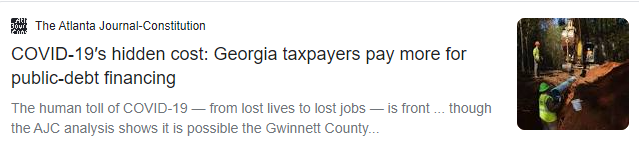 The Atlanta Journal-Constitution
COVID-19's hidden cost: Georgia taxpayers pay more for
public-debt financing
The human toll of COVID-19 — from lost lives to lost jobs — is front ... though
the AJC analysis shows it is possible the Gwinnett County...